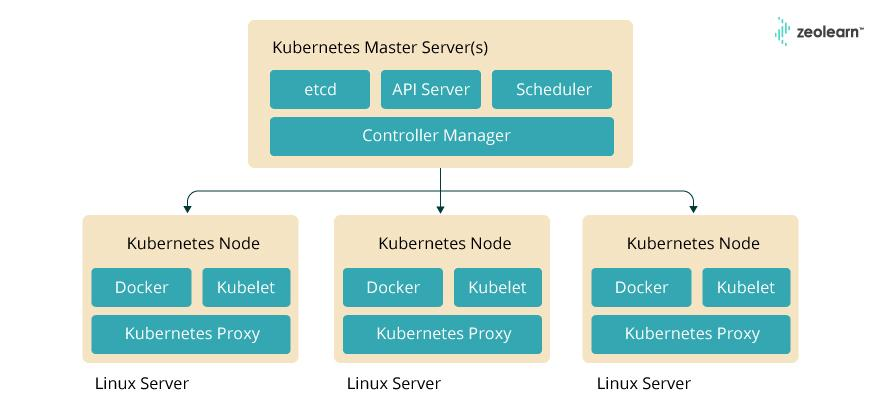 zeolearn™
Kubernetes Master Server(s)
etcd
API Server
Scheduler
Controller Manager
Kubernetes Node
Docker
Kubelet
Kubernetes Proxy
Linux Server
Kubernetes Node
Docker
Kubelet
Kubernetes Proxy
Linux Server
Kubernetes Node
Docker
Kubelet
Kubernetes Proxy
Linux Server